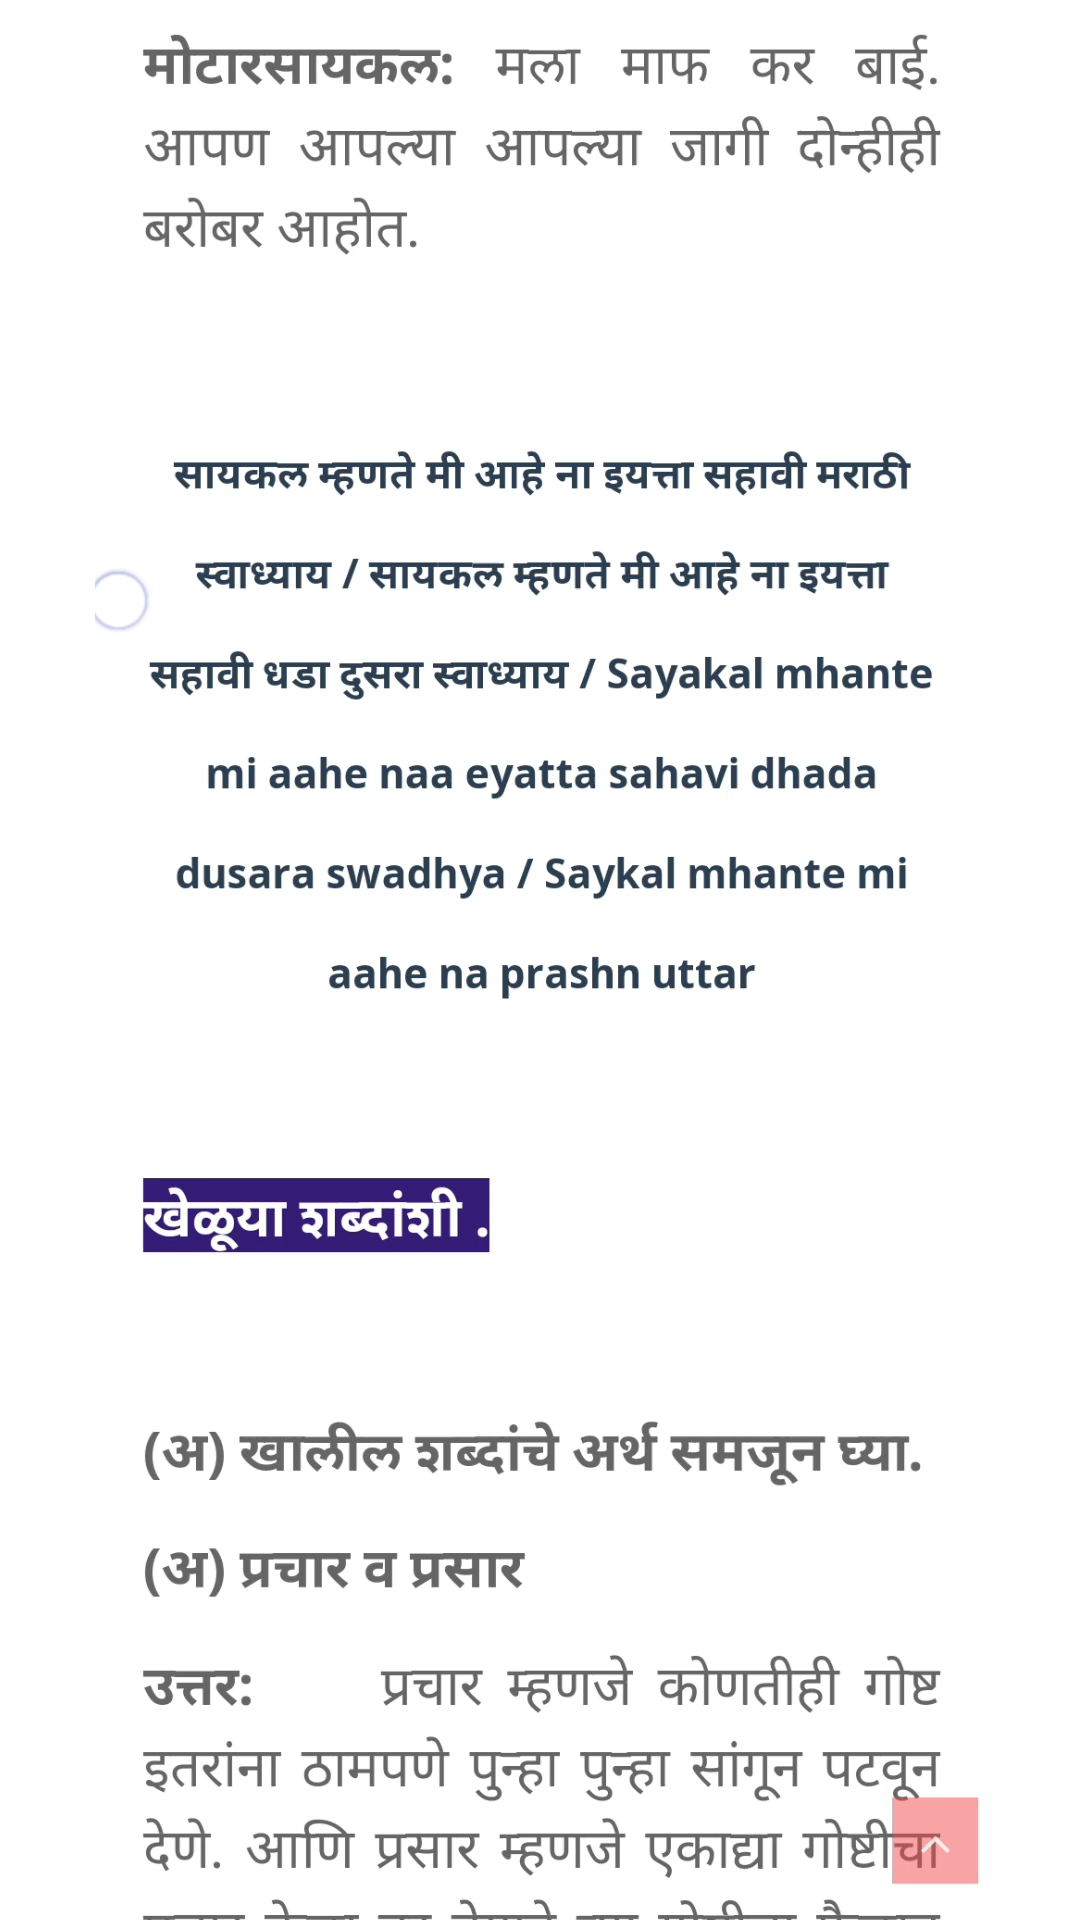 मोटारसायकल: मला माफ कर बाई.
आपण आपल्या आपल्या जागी दोन्हीही
बरोबर आहोत.
सायकल म्हणते मी आहे ना इयत्ता सहावी मराठी
स्वाध्याय / सायकल म्हणते मी आहे ना इयत्ता
सहावी धडा दुसरा स्वाध्याय / Sayakal mhante
mi aahe naa eyatta sahavi dhada
dusara swadhya / Saykal mhante mi
aahe na prashn uttar
खेळूया शब्दांशी .
(अ) खालील शब्दांचे अर्थ समजून घ्या.
(अ) प्रचार व प्रसार
उत्तर: प्रचार म्हणजे कोणतीही गोष्ट
इतरांना ठामपणे पुन्हा पुन्हा सांगून पटवून
देणे. आणि प्रसार म्हणजे एकाद्या गोष्टीचा